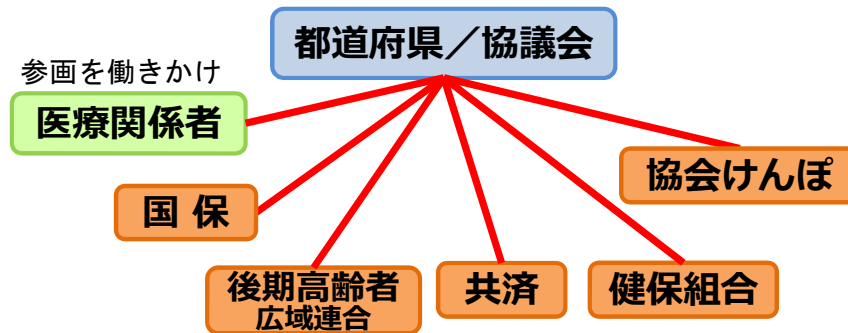 都道府県／協議会
参画を働きかけ
医療関係者
協会けんぽ
国 保
後期高齢者
広域連合
共済
健保組合